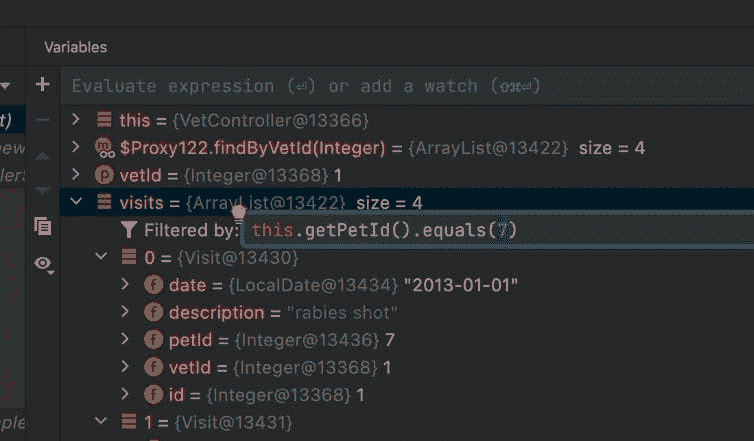 Variables
Evaluate expression (⏎) or add a watch (⇧⌘⏎)
t) this = {VetController@13366}
new $Proxy122.findByVetId(Integer) = {ArrayList@13422} size = 4
vetId = {Integer@13368} 1
visits = {ArrayList@13422} size = 4
Filtered by: this.getPetId().equals(7)
0 = {Visit@13430}
date = {LocalDate@13434} "2013-01-01"
description = "rabies shot"
petId = {Integer@13436} 7
vetId = {Integer@13368} 1
id = {Integer@13368} 1
1 = {Visit@13431}